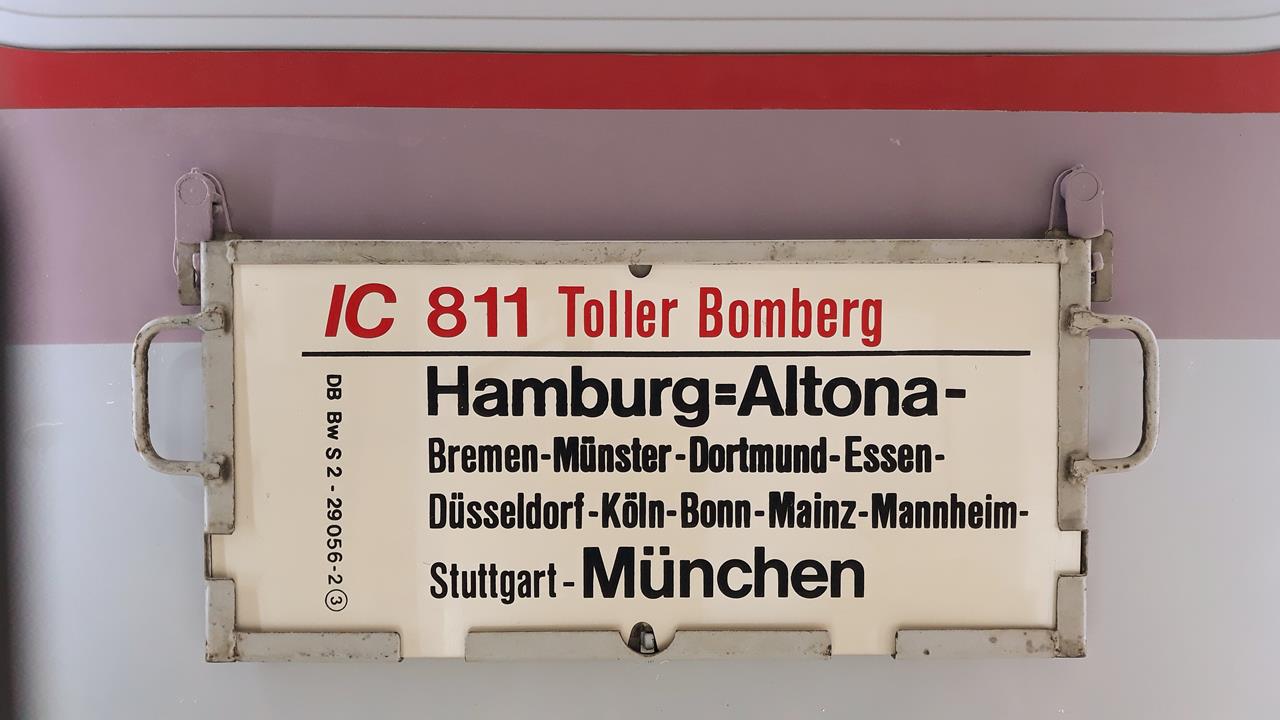 IC 811 Toller Bomberg
Hamburg=Altona-
Bremen-Münster-Dortmund-Essen-
Düsseldorf-Köln-Bonn-Mainz-Mannheim-
Stuttgart-München
DB Bw S 2 - 29056-2 ③